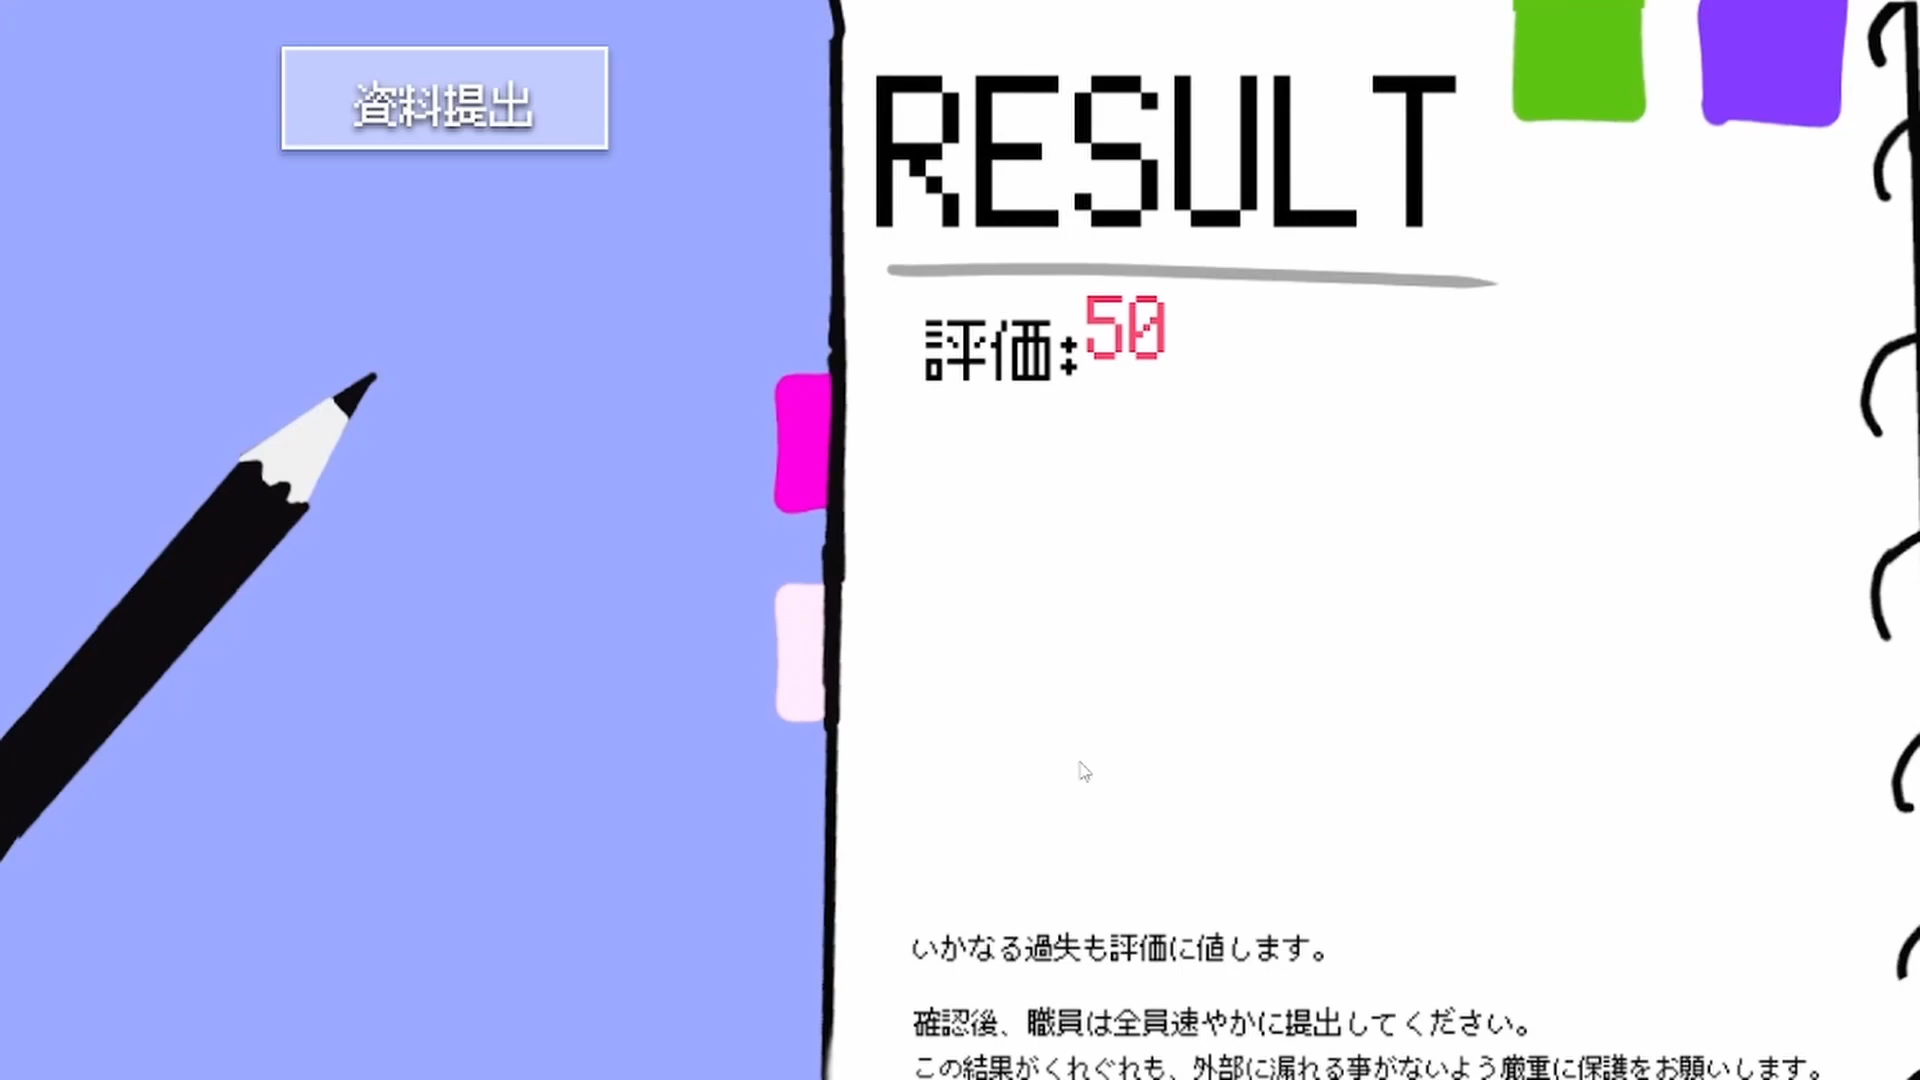 資料提出
RESULT
評価:50
いかなる過失も評価に値します。
確認後、職員は全員速やかに提出してください。
この結果がくれぐれも、外部に漏れる事がないよう厳重に保護をお願いします。